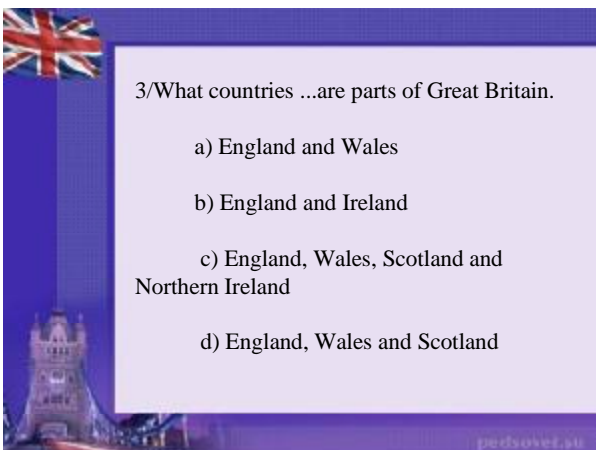 3/What countries ...are parts of Great Britain.
a) England and Wales
b) England and Ireland
c) England, Wales, Scotland and
Northern Ireland
d) England, Wales and Scotland
pedsovet.su